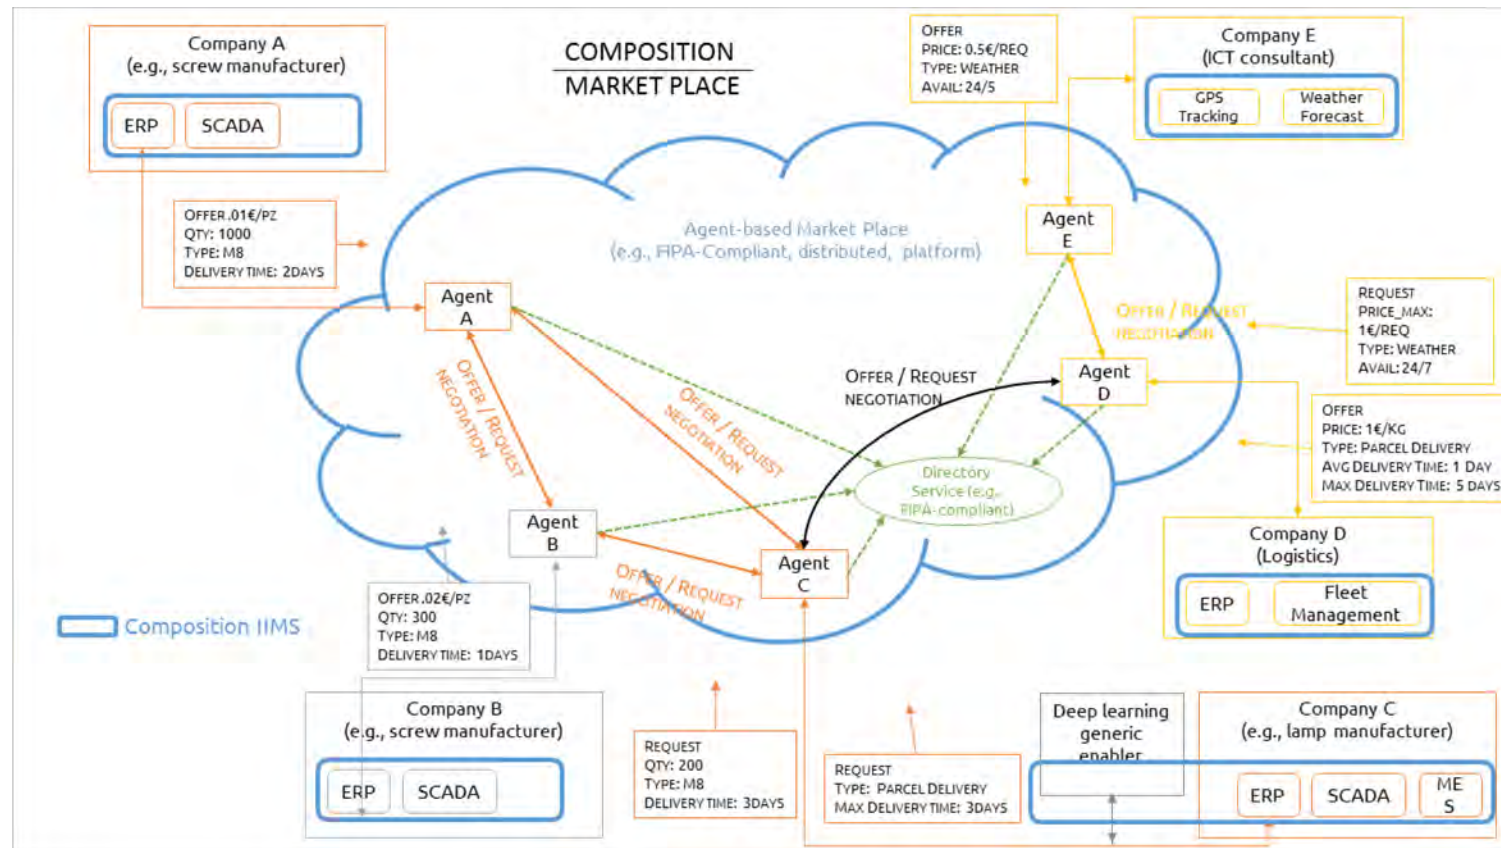 Company A
(e.g., screw manufacturer)
ERP
SCADA
COMPOSITION
MARKET PLACE
OFFER
PRICE: 0.5€/REQ
TYPE: WEATHER
AVAIL: 24/5
Company E
(ICT consultant)
GPS
Tracking
Weather
Forecast
OFFER .01€/PZ
QTY: 1000
TYPE: M8
DELIVERY TIME: 2DAYS
Agent-based Market Place
(e.g., FIPA-Compliant, distributed, platform)
Agent
E
Agent
A
OFFER / REQUEST
NEGOTIATION
REQUEST
PRICE_MAX:
1€/REQ
TYPE: WEATHER
AVAIL: 24/7
OFFER / REQUEST
NEGOTIATION
OFFER / REQUEST
NEGOTIATION
OFFER / REQUEST
NEGOTIATION
Agent
D
OFFER
PRICE: 1€/KG
TYPE: PARCEL DELIVERY
AVG DELIVERY TIME: 1 DAY
MAX DELIVERY TIME: 5 DAYS
Directory
Service (e.g.,
FIPA-compliant)
Agent
B
Agent
C
OFFER / REQUEST
NEGOTIATION
Company D
(Logistics)
ERP
Fleet
Management
OFFER .02€/PZ
QTY: 300
TYPE: M8
DELIVERY TIME: 1DAYS
Composition IIMS
Company B
(e.g., screw manufacturer)
ERP
SCADA
REQUEST
QTY: 200
TYPE: M8
DELIVERY TIME: 3DAYS
REQUEST
TYPE: PARCEL DELIVERY
MAX DELIVERY TIME: 3DAYS
Deep learning
generic
enabler
Company C
(e.g., lamp manufacturer)
ERP
SCADA
ME
S